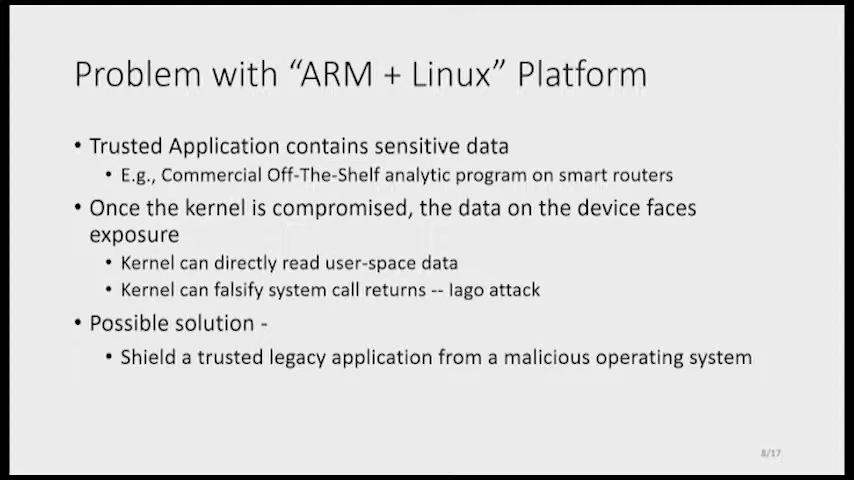 Problem with “ARM + Linux” Platform
• Trusted Application contains sensitive data
• E.g., Commercial Off-The-Shelf analytic program on smart routers
• Once the kernel is compromised, the data on the device faces
exposure
• Kernel can directly read user-space data
• Kernel can falsify system call returns -- Iago attack
• Possible solution -
• Shield a trusted legacy application from a malicious operating system
8/17